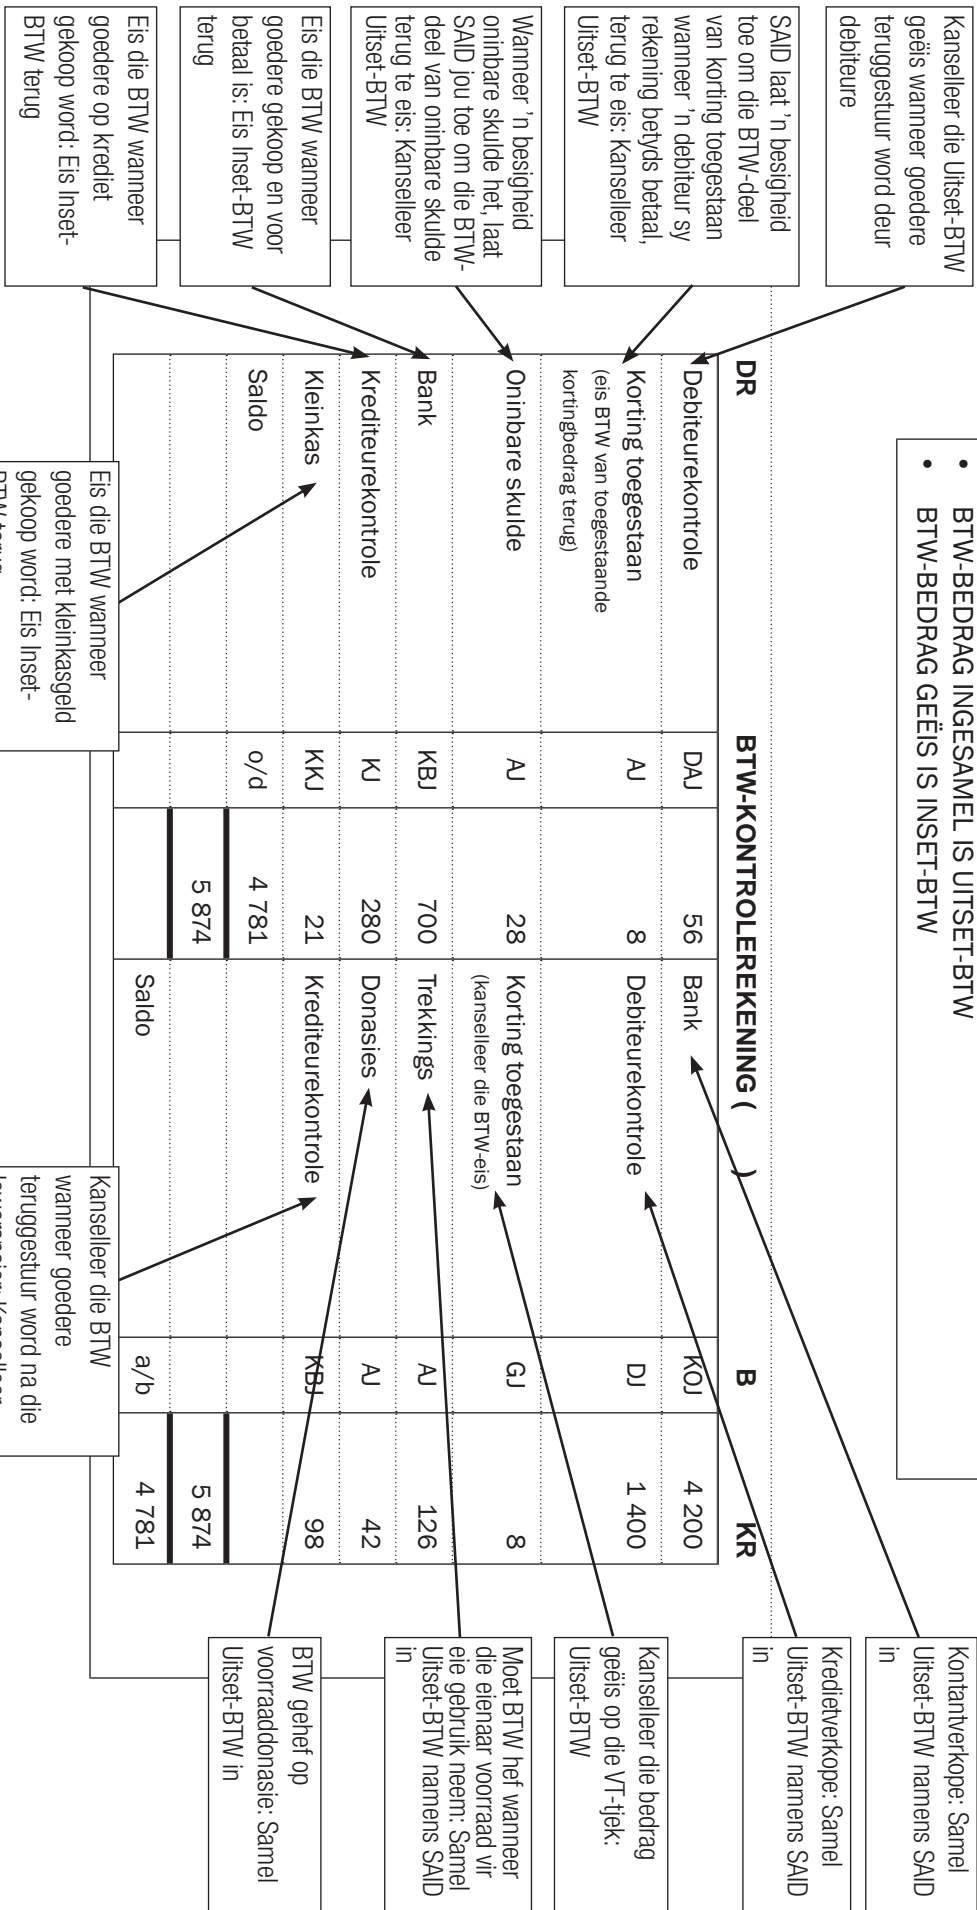 • BTW-BEDRAG INGESAMEL IS UITSET-BTW
• BTW-BEDRAG GEËIS IS INSET-BTW
Kanselleer die Uitset-BTW
geëis wanneer goedere
teruggestuur word deur
debiteure
SAID laat 'n besigheid
toe om die BTW-deel
van korting toegestaan
wanneer 'n debiteur sy
rekening betyds betaal,
terug te eis: Kanselleer
Uitset-BTW
Wanneer 'n besigheid
oninbare skulde het, laat
SAID jou toe om die BTW-
deel van oninbare skulde
terug te eis: Kanselleer
Uitset-BTW
Eis die BTW wanneer
goedere gekoop en voor
betaal is: Eis Inset-BTW
terug
Eis die BTW wanneer
goedere op krediet
gekoop word: Eis Inset-
BTW terug
DR BTW-KONTROLEREKENING ( ) B KR
Debiteurekontrole DAJ 56 Bank KOJ 4 200
Korting toegestaan AJ 8 Debiteurekontrole DJ 1 400
(eis BTW van toegestaande
kortingbedrag terug)
Oninbare skulde AJ 28 Korting toegestaan GJ 8
(kanselleer die BTW-eis)
Bank KBJ 700 Trekkings AJ 126
Krediteurekontrole KJ 280 Donasies AJ 42
Kleinkas KKJ 21 Krediteurekontrole KBJ 98
Saldo o/d 4 781
5 874 5 874
Saldo a/b 4 781
Eis die BTW wanneer
goedere met kleinkasgeld
gekoop word: Eis Inset-
BTW terug
Kanselleer die BTW
wanneer goedere
teruggestuur word na die
leweransier: Kanselleer
Kontantverkope: Samel
Uitset-BTW namens SAID
in
Kredietverkope: Samel
Uitset-BTW namens SAID
in
Kanselleer die bedrag
geëis op die VT-tjek:
Uitset-BTW
Moet BTW hef wanneer
die eienaar voorraad vir
eie gebruik neem: Samel
Uitset-BTW namens SAID
in
BTW gehef op
voorraaddonasie: Samel
Uitset-BTW in